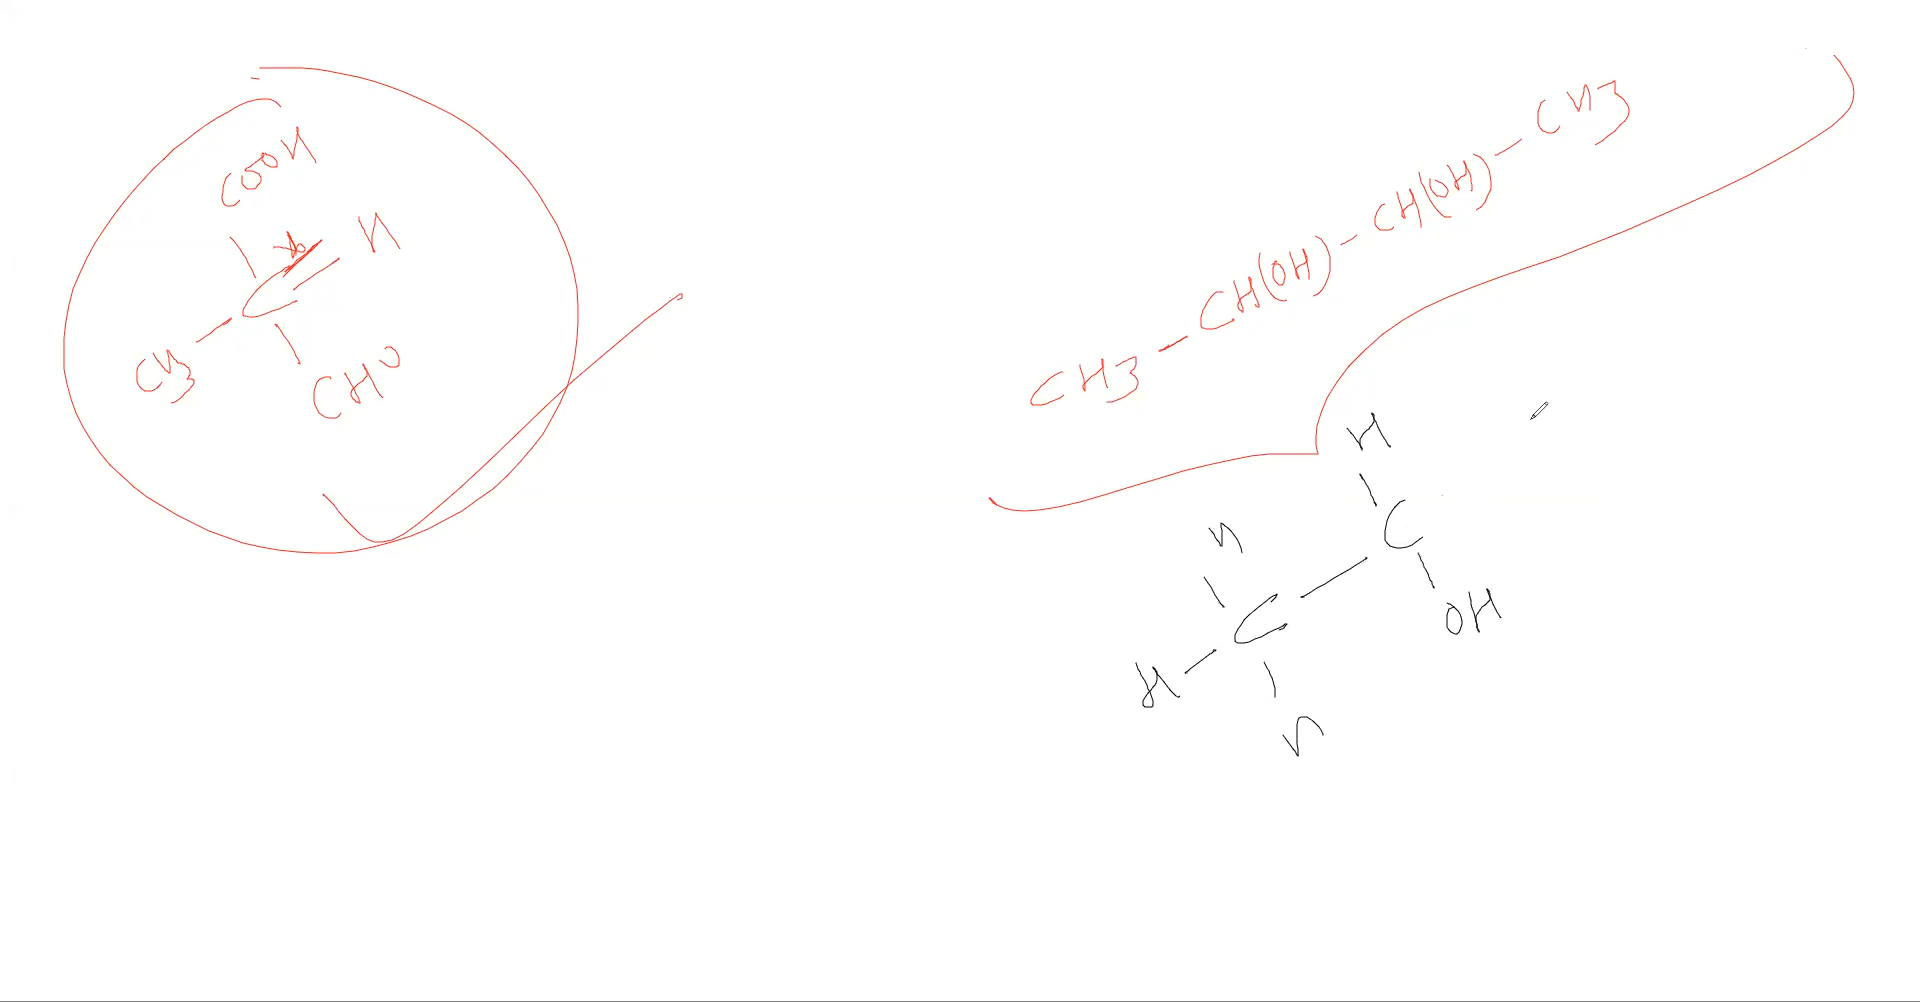 COOH
C* H
CH3
CHO
CH3 - CH(OH) - CH(OH) - CH3
H
C
H
C
OH
H
H